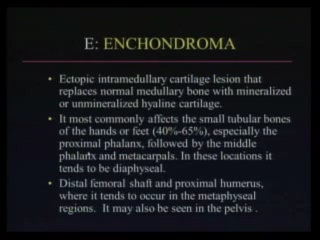 E: ENCHONDROMA
• Ectopic intramedullary cartilage lesion that
replaces normal medullary bone with mineralized
or unmineralized hyaline cartilage.
• It most commonly affects the small tubular bones
of the hands or feet (40%-65%), especially the
proximal phalanx, followed by the middle
phalanx and metacarpals. In these locations it
tends to be diaphyseal.
• Distal femoral shaft and proximal humerus,
where it tends to occur in the metaphyseal
regions. It may also be seen in the pelvis .